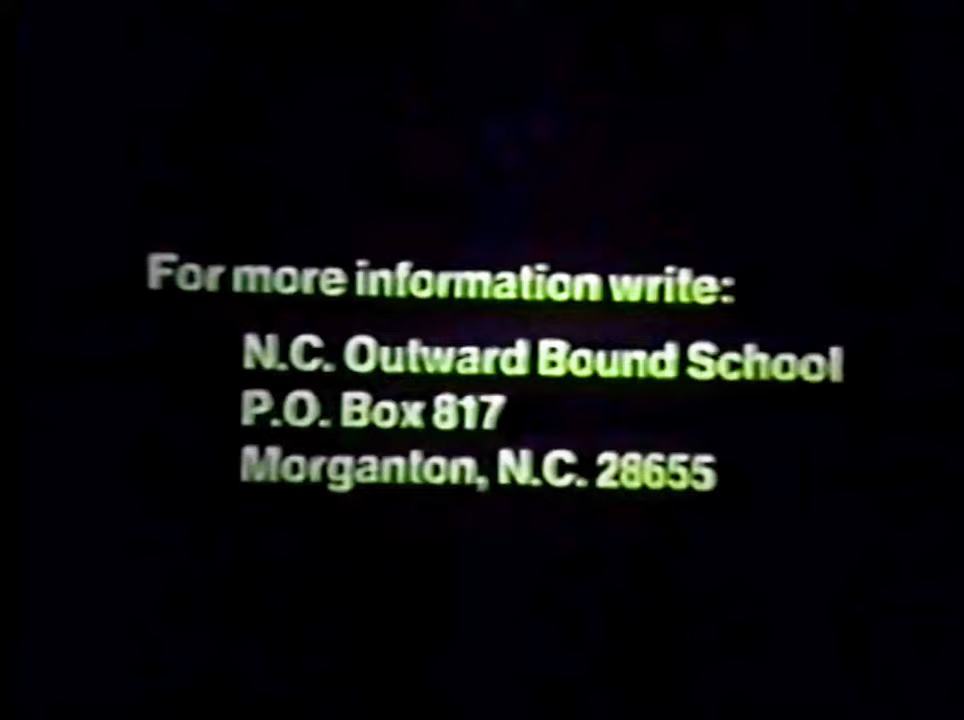 For more information write:
N.C. Outward Bound School
P.O. Box 817
Morganton, N.C. 28655